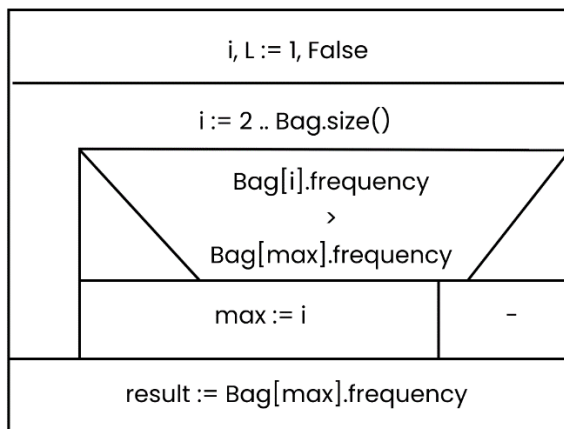 i, L := 1, False
i := 2 .. Bag.size()
Bag[i].frequency
>
Bag[max].frequency
max := i
-
result := Bag[max].frequency